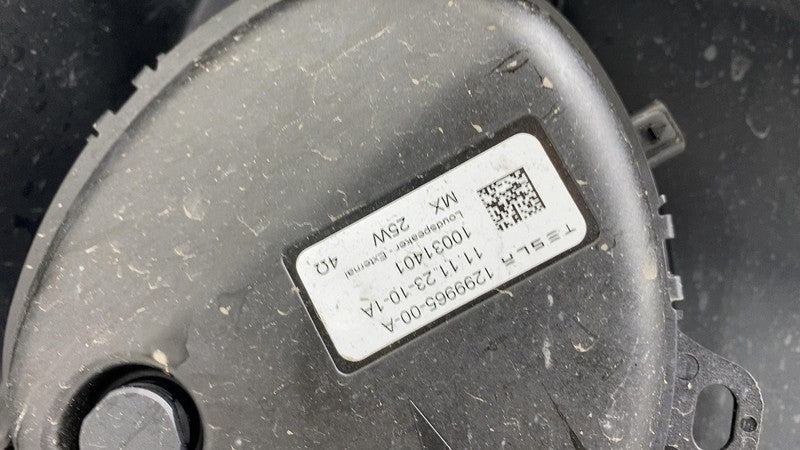 TESLA
1299965-00-A
11.11.23-10-1A
10031401
Loudspeaker - External
25W 4Ω
MX